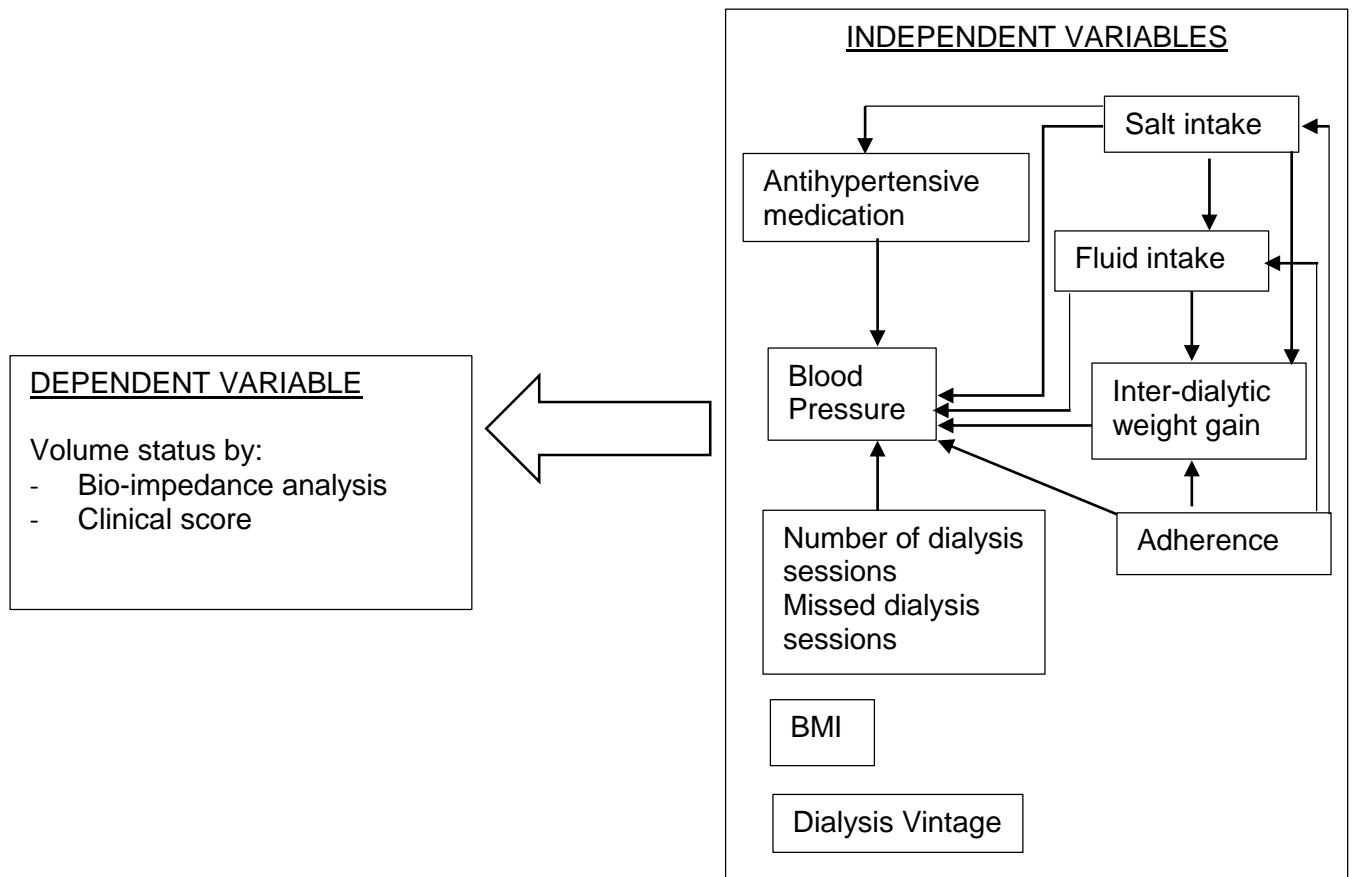 INDEPENDENT VARIABLES
Salt intake
Antihypertensive
medication
Fluid intake
Blood
Pressure
Inter-dialytic
weight gain
Number of dialysis
sessions
Missed dialysis
sessions
Adherence
BMI
Dialysis Vintage
DEPENDENT VARIABLE
Volume status by:
- Bio-impedance analysis
- Clinical score